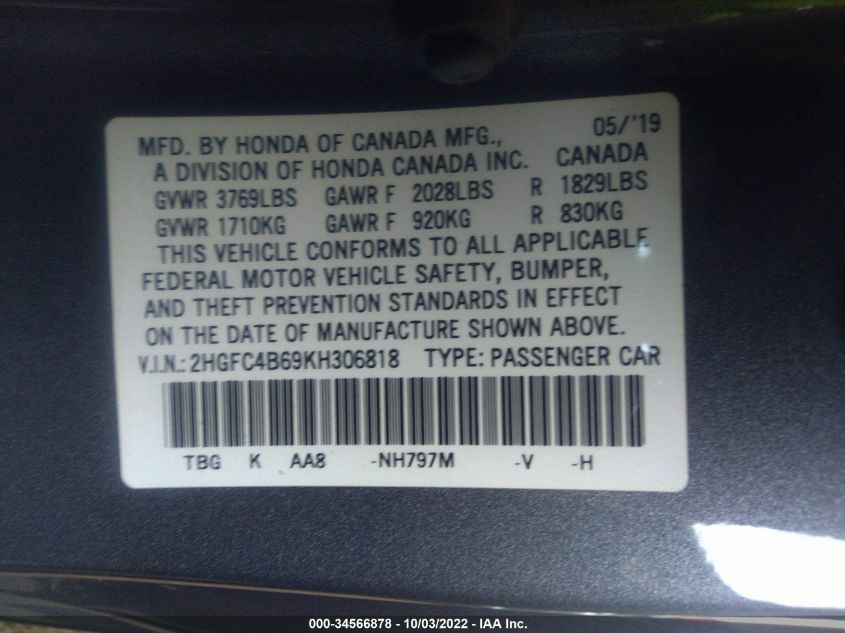 MFD. BY HONDA OF CANADA MFG., 05/'19
A DIVISION OF HONDA CANADA INC. CANADA
GVWR 3769LBS GAWR F 2028LBS R 1829LBS
GVWR 1710KG GAWR F 920KG R 830KG
THIS VEHICLE CONFORMS TO ALL APPLICABLE
FEDERAL MOTOR VEHICLE SAFETY, BUMPER,
AND THEFT PREVENTION STANDARDS IN EFFECT
ON THE DATE OF MANUFACTURE SHOWN ABOVE.
V.I.N.: 2HGFC4B69KH306818 TYPE: PASSENGER CAR
TBG K AA8 -NH797M -V -H
000-34566878 - 10/03/2022 - IAA Inc.